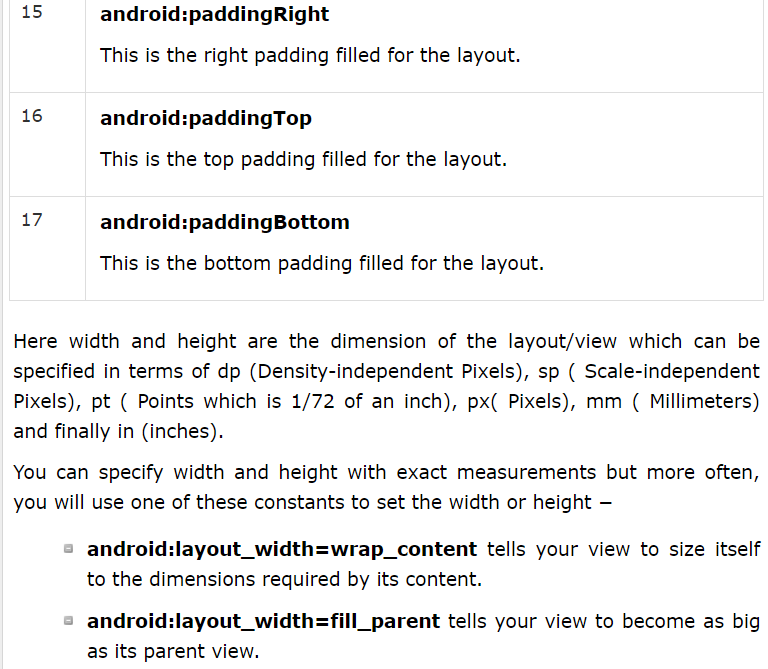 15 android:paddingRight
This is the right padding filled for the layout.
16 android:paddingTop
This is the top padding filled for the layout.
17 android:paddingBottom
This is the bottom padding filled for the layout.
Here width and height are the dimension of the layout/view which can be
specified in terms of dp (Density-independent Pixels), sp ( Scale-independent
Pixels), pt ( Points which is 1/72 of an inch), px( Pixels), mm ( Millimeters)
and finally in (inches).
You can specify width and height with exact measurements but more often,
you will use one of these constants to set the width or height −
android:layout_width=wrap_content tells your view to size itself
to the dimensions required by its content.
android:layout_width=fill_parent tells your view to become as big
as its parent view.